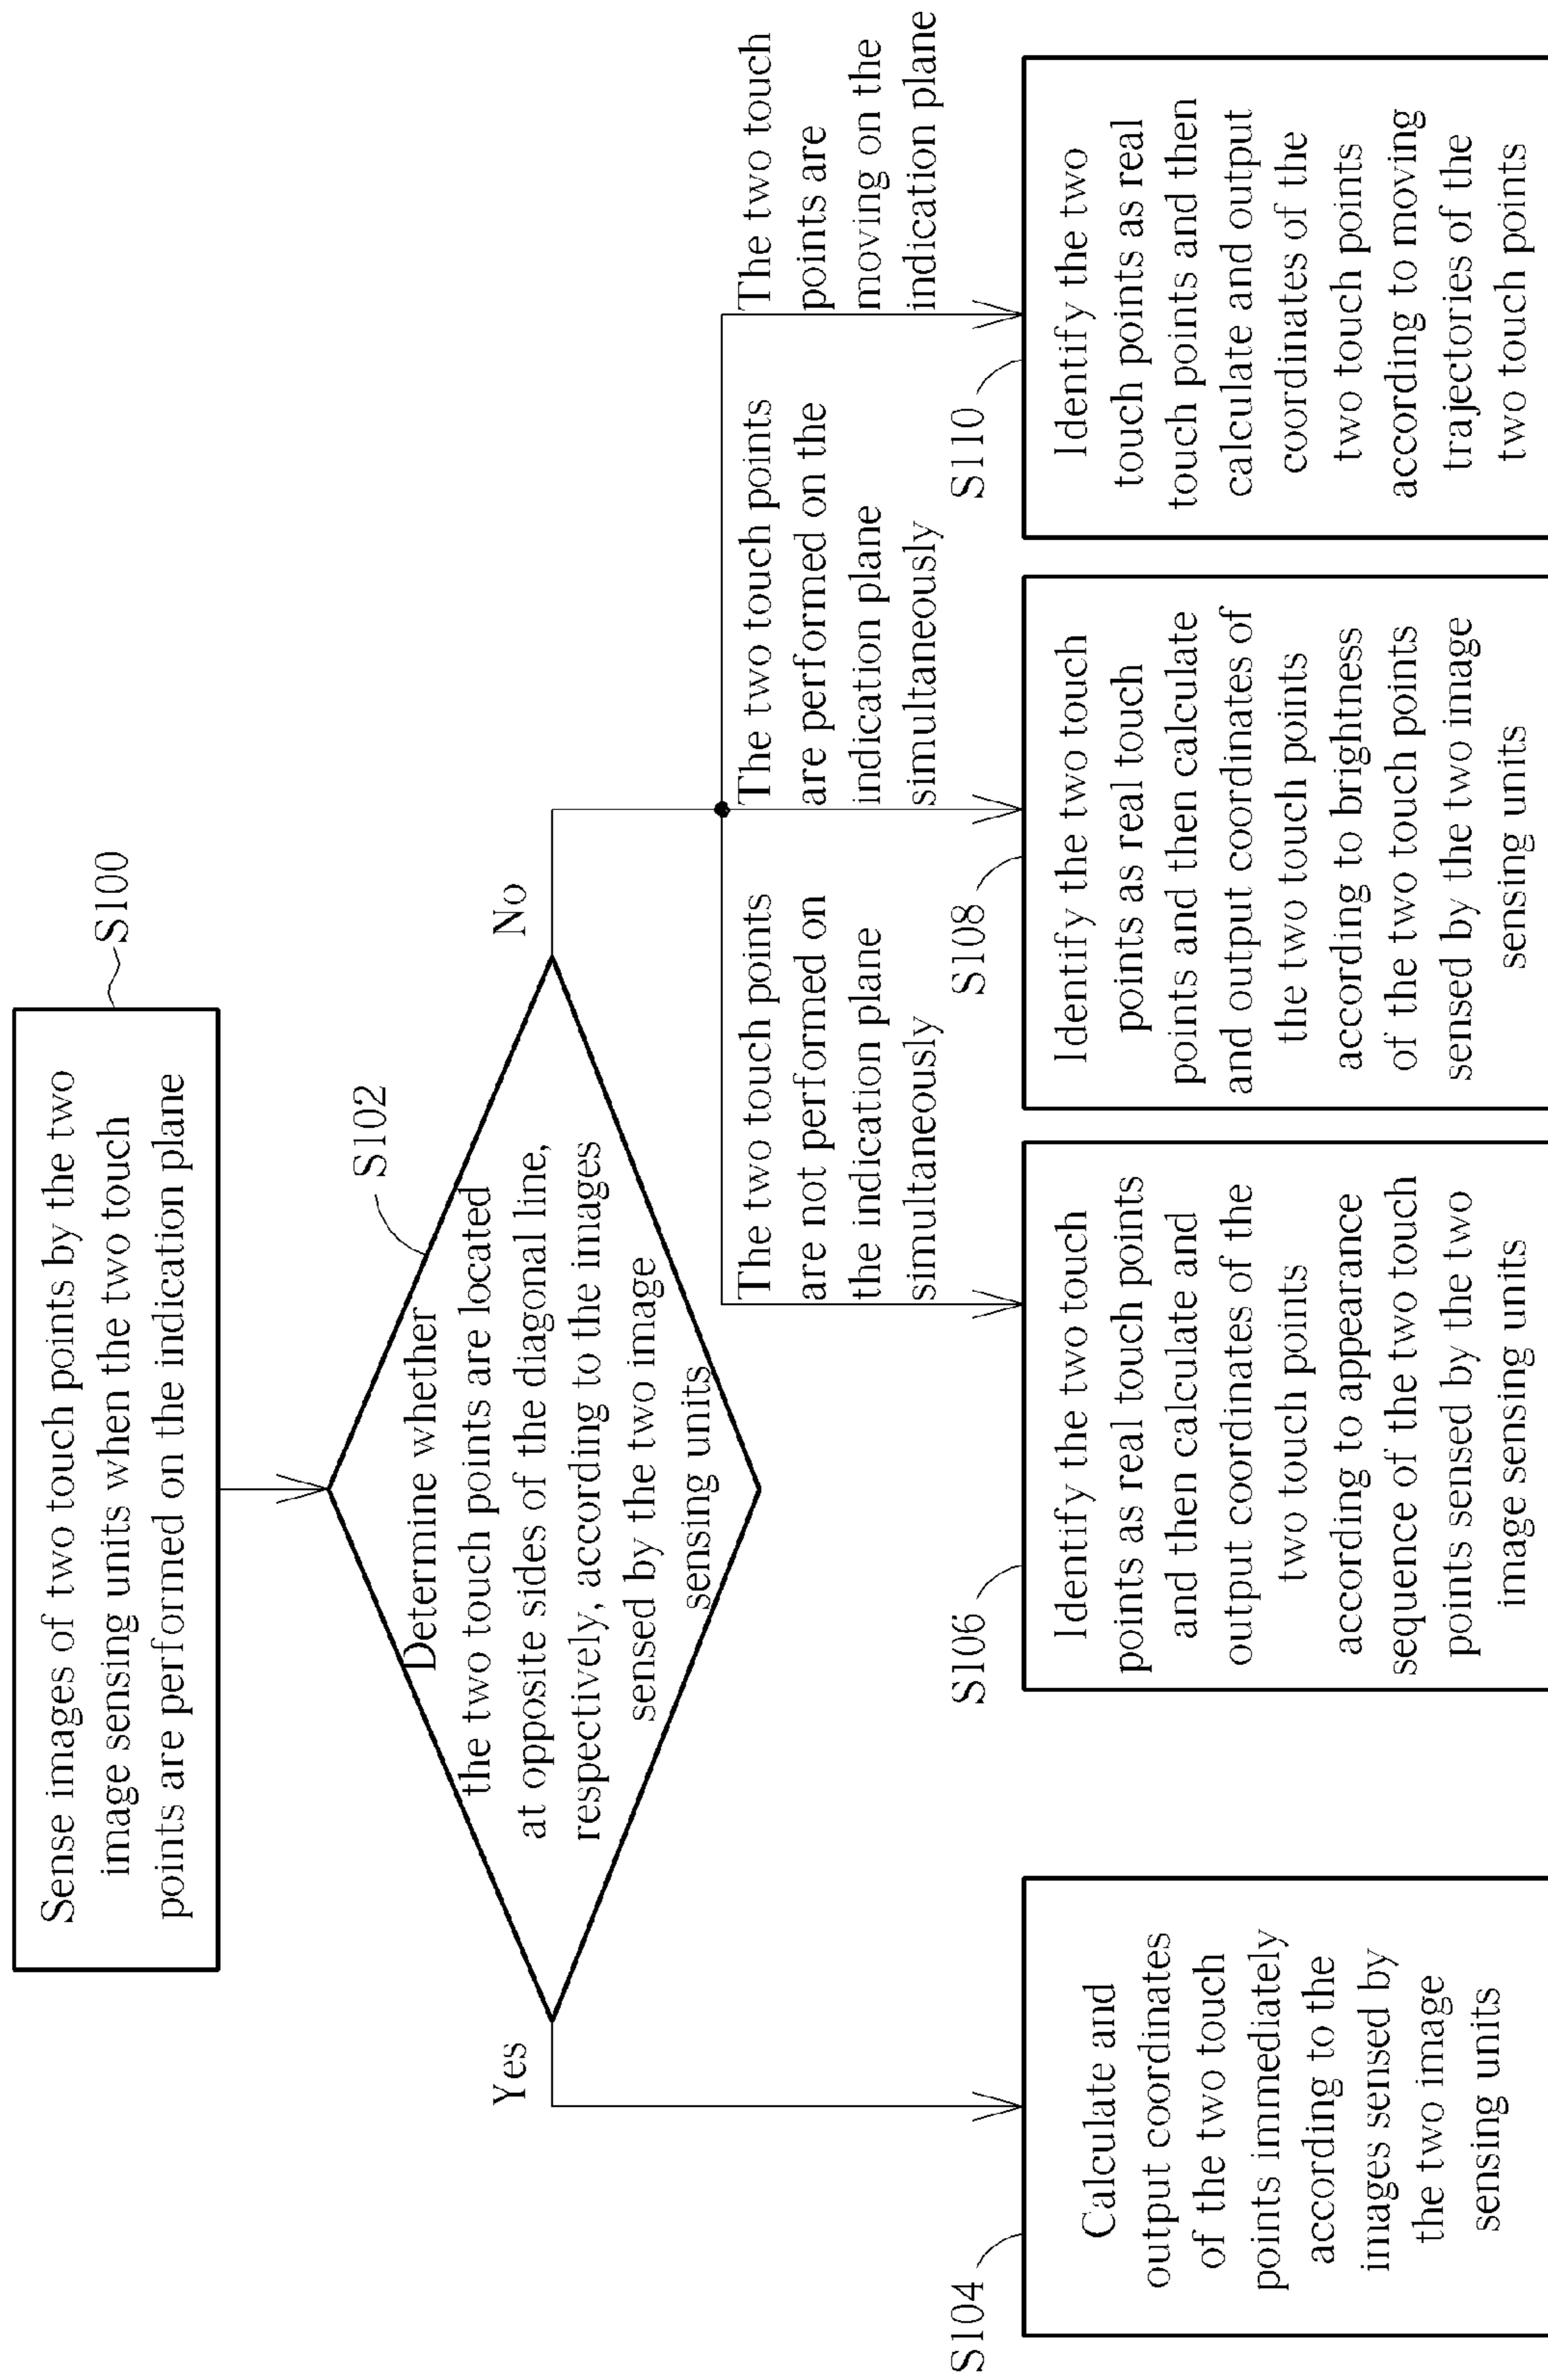 Sense images of two touch points by the two
image sensing units when the two touch
points are performed on the indication plane
S100
S102
Determine whether
the two touch points are located
at opposite sides of the diagonal line,
respectively, according to the images
sensed by the two image
sensing units
Yes
No
S104
Calculate and
output coordinates
of the two touch
points immediately
according to the
images sensed by
the two image
sensing units
The two touch points
are not performed on
the indication plane
simultaneously
S106
Identify the two touch
points as real touch points
and then calculate and
output coordinates of the
two touch points
according to appearance
sequence of the two touch
points sensed by the two
image sensing units
The two touch points
are performed on the
indication plane
simultaneously
S108
Identify the two touch
points as real touch
points and then calculate
and output coordinates of
the two touch points
according to brightness
of the two touch points
sensed by the two image
sensing units
The two touch
points are
moving on the
indication plane
S110
Identify the two
touch points as real
touch points and then
calculate and output
coordinates of the
two touch points
according to moving
trajectories of the
two touch points